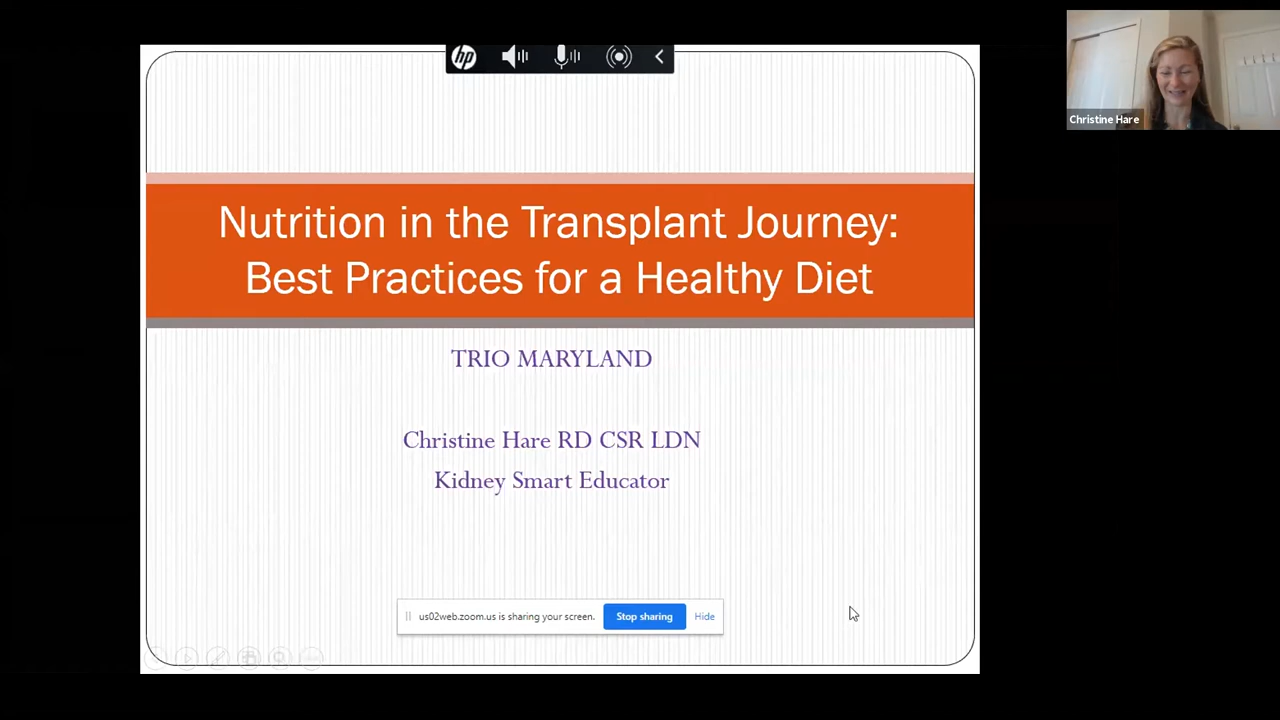 hp
Christine Hare
Nutrition in the Transplant Journey:
Best Practices for a Healthy Diet
TRIO MARYLAND
Christine Hare RD CSR LDN
Kidney Smart Educator
us02web.zoom.us is sharing your screen. Stop sharing Hide